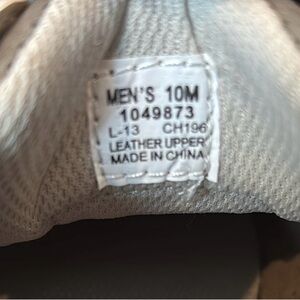 MEN'S 10M
1049873
L-13 CH196
LEATHER UPPER
MADE IN CHINA